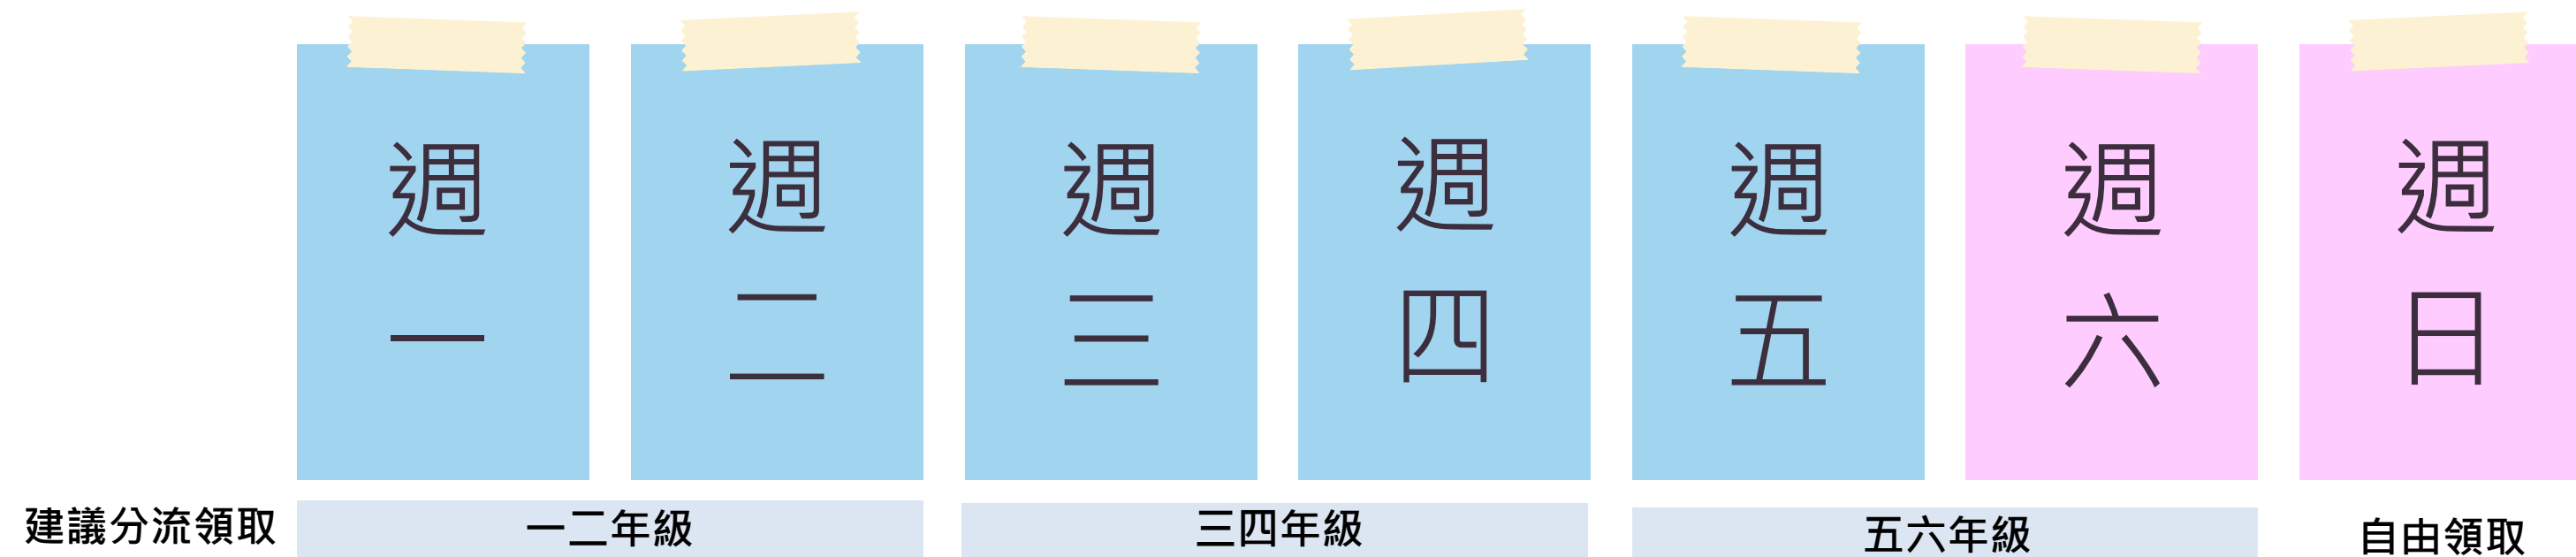 週一
週二
週三
週四
週五
週六
週日
建議分流領取
一二年級
三四年級
五六年級
自由領取